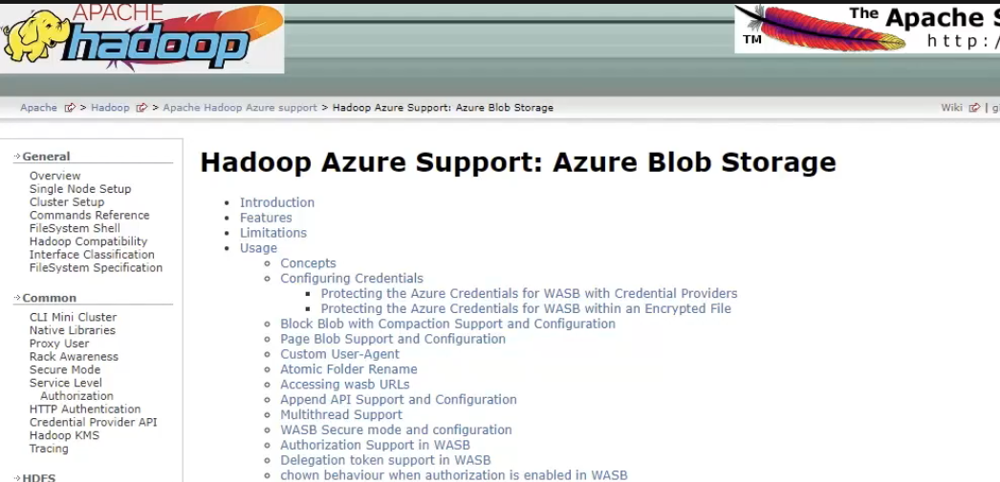 APACHE
hadoop
TM
The Apache S
http:/
Apache > Hadoop > Apache Hadoop Azure support > Hadoop Azure Support: Azure Blob Storage
Wiki | g
General
Overview
Single Node Setup
Cluster Setup
Commands Reference
FileSystem Shell
Hadoop Compatibility
Interface Classification
FileSystem Specification
Common
CLI Mini Cluster
Native Libraries
Proxy User
Rack Awareness
Secure Mode
Service Level
Authorization
HTTP Authentication
Credential Provider API
Hadoop KMS
Tracing
HDFS
Hadoop Azure Support: Azure Blob Storage
Introduction
Features
Limitations
Usage
Concepts
Configuring Credentials
Protecting the Azure Credentials for WASB with Credential Providers
Protecting the Azure Credentials for WASB within an Encrypted File
Block Blob with Compaction Support and Configuration
Page Blob Support and Configuration
Custom User-Agent
Atomic Folder Rename
Accessing wasb URLs
Append API Support and Configuration
Multithread Support
WASB Secure mode and configuration
Authorization Support in WASB
Delegation token support in WASB
chown behaviour when authorization is enabled in WASB